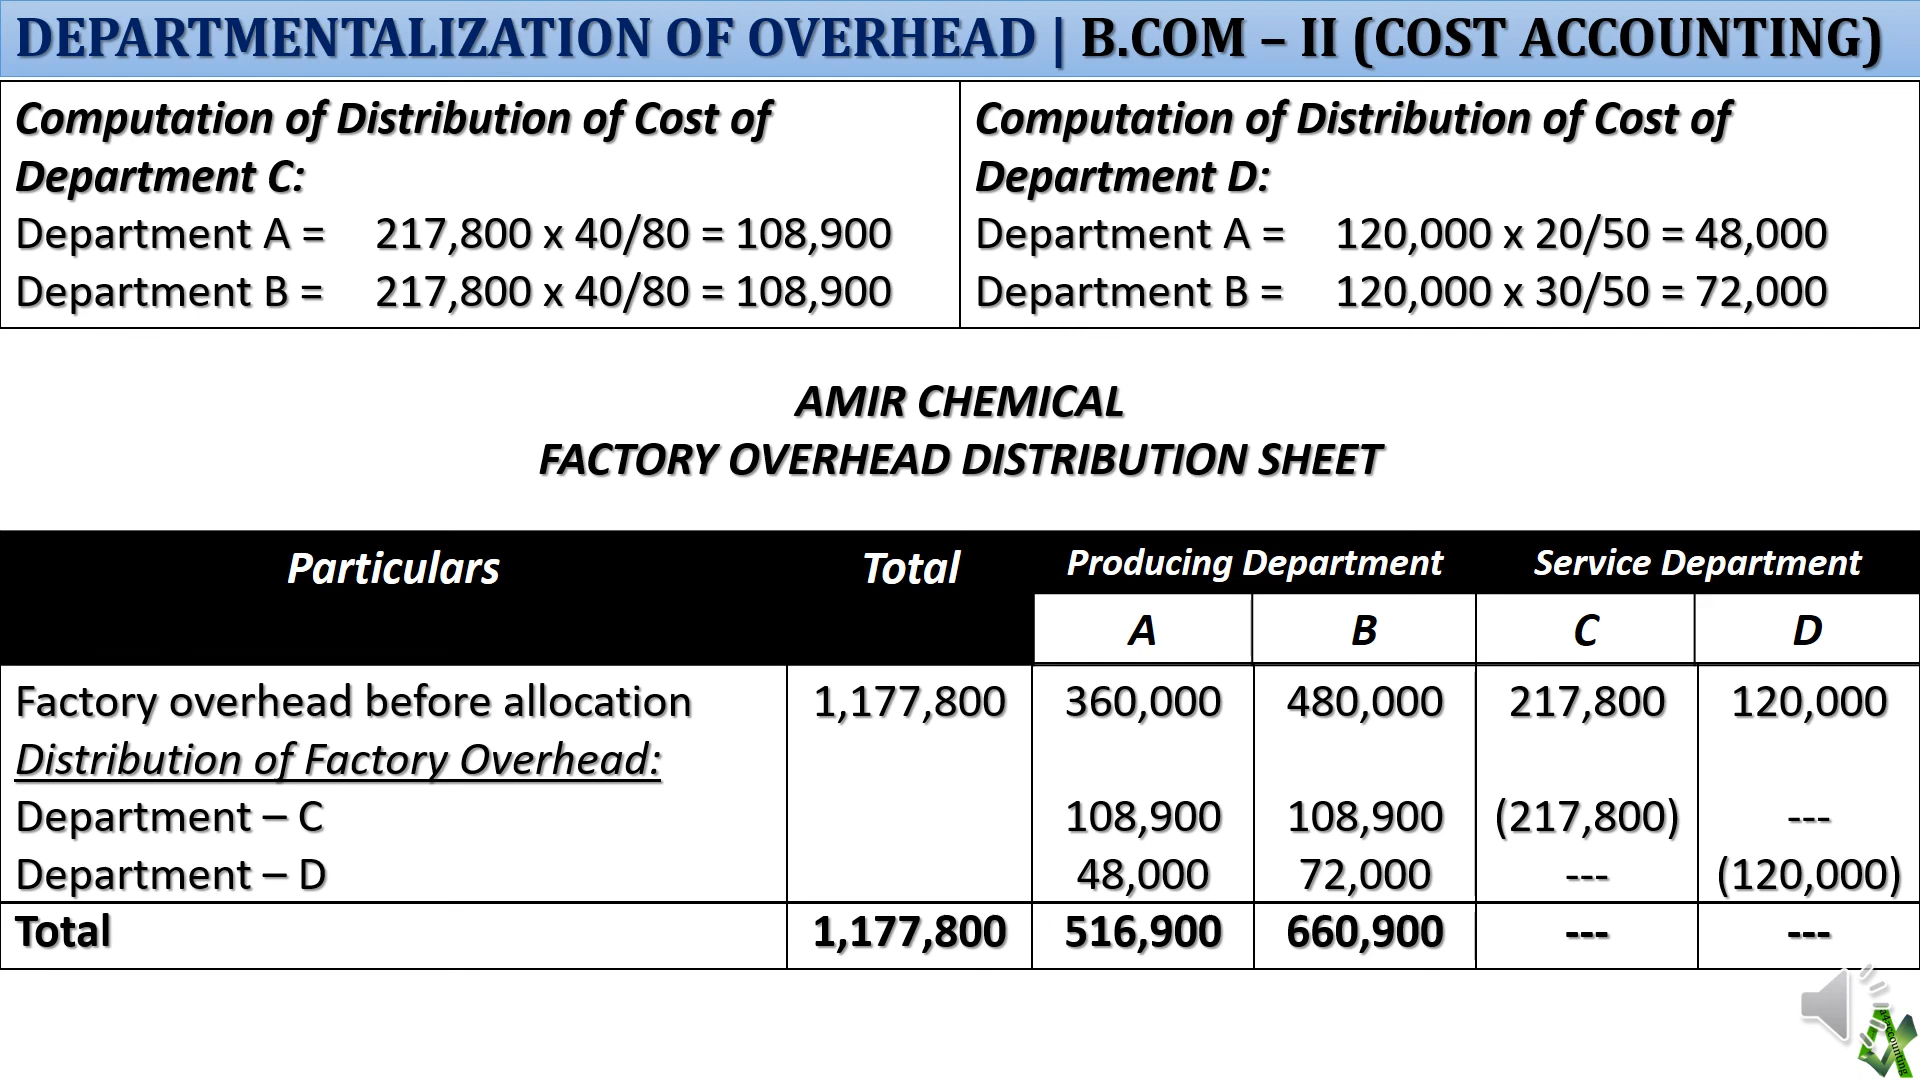 DEPARTMENTALIZATION OF OVERHEAD | B.COM – II (COST ACCOUNTING)
Computation of Distribution of Cost of
Department C:
Department A = 217,800 x 40/80 = 108,900
Department B = 217,800 x 40/80 = 108,900
Computation of Distribution of Cost of
Department D:
Department A = 120,000 x 20/50 = 48,000
Department B = 120,000 x 30/50 = 72,000
AMIR CHEMICAL
FACTORY OVERHEAD DISTRIBUTION SHEET
Particulars Total Producing Department Service Department
A B C D
Factory overhead before allocation 1,177,800 360,000 480,000 217,800 120,000
Distribution of Factory Overhead:
Department – C 108,900 108,900 (217,800) ---
Department – D 48,000 72,000 --- (120,000)
Total 1,177,800 516,900 660,900 --- ---
a4accounting